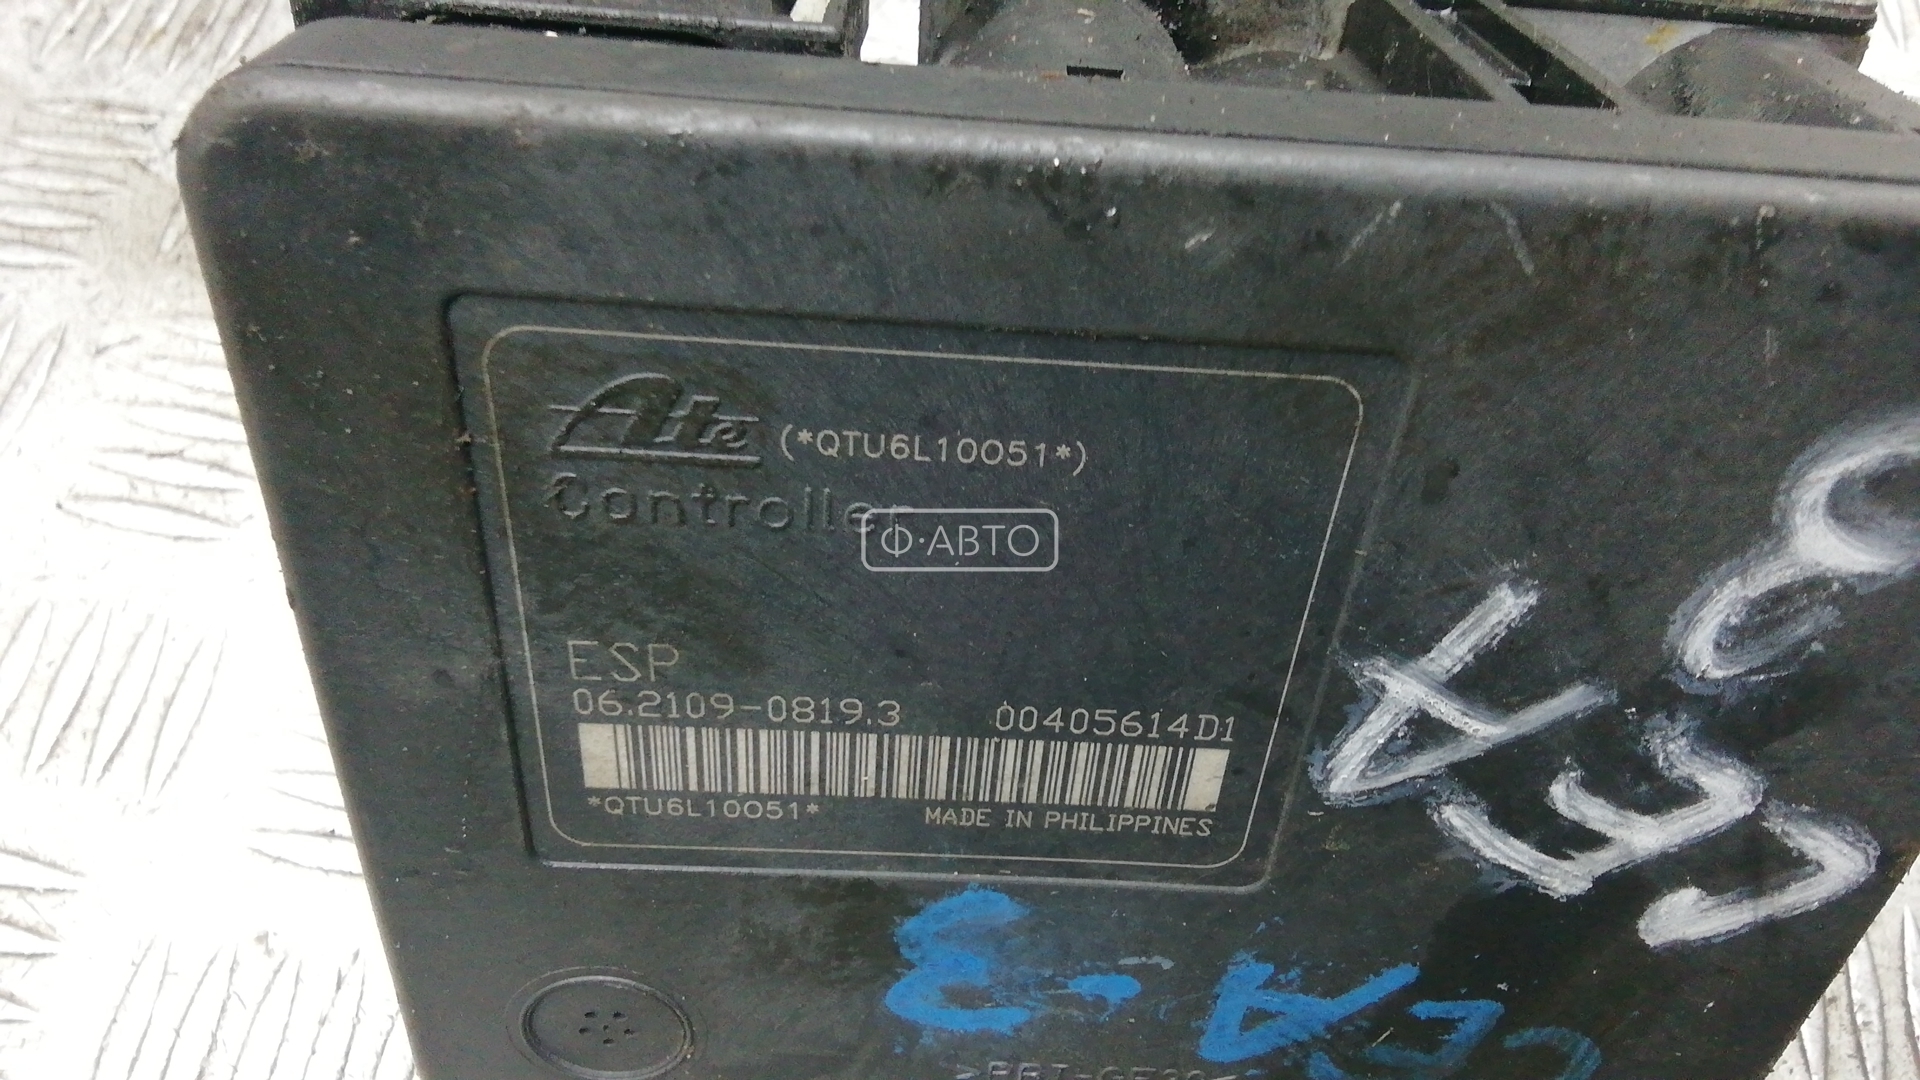 Ate (*QTU6L10051*)
Controller
Ф·АВТО
ESP
06.2109-0819.3 00405614D1
*QTU6L10051* MADE IN PHILIPPINES